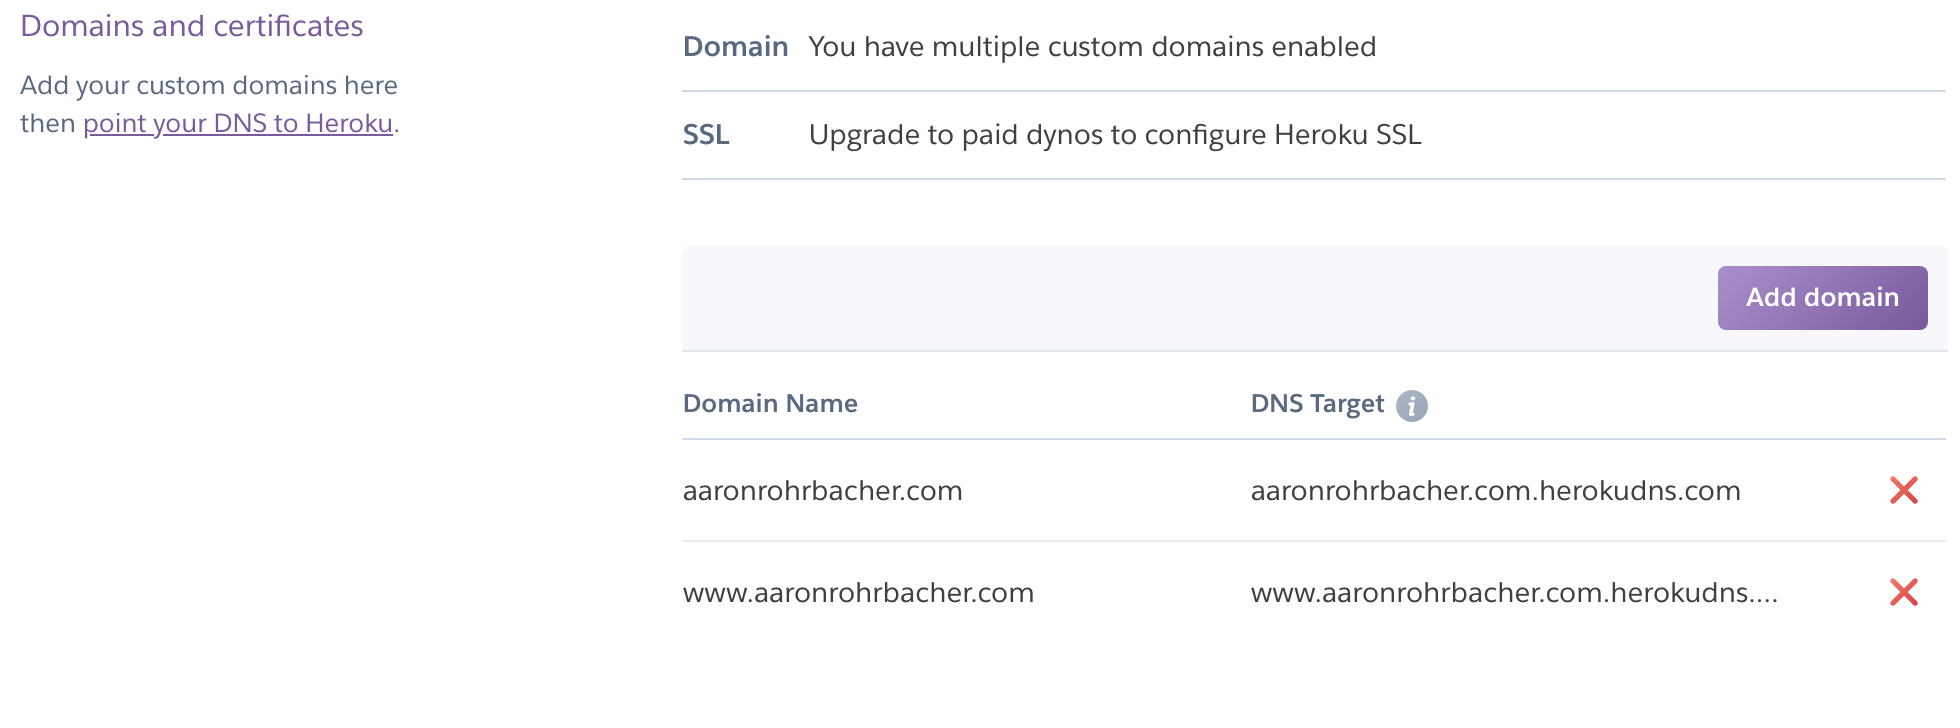 Domains and certificates
Add your custom domains here
then point your DNS to Heroku.
Domain You have multiple custom domains enabled
SSL Upgrade to paid dynos to configure Heroku SSL
Add domain
Domain Name DNS Target i
aaronrohrbacher.com aaronrohrbacher.com.herokudns.com
www.aaronrohrbacher.com www.aaronrohrbacher.com.herokudns....